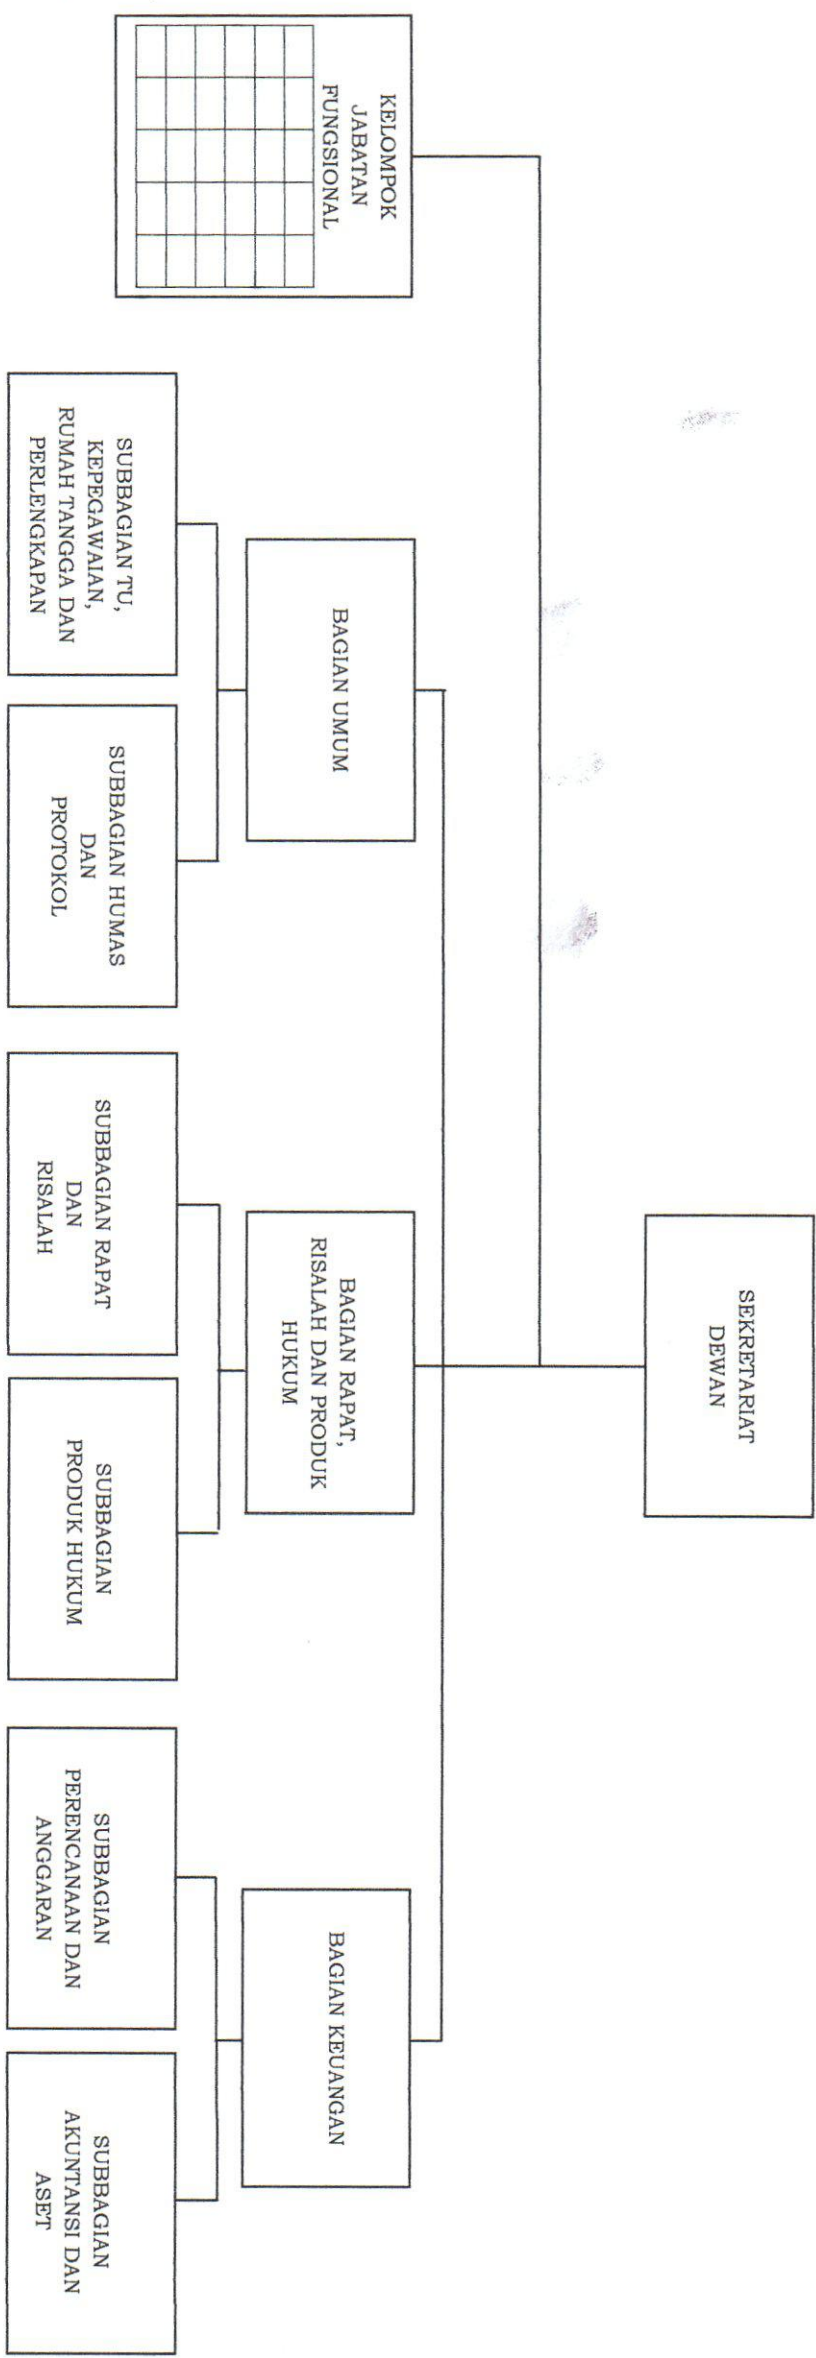 SEKRETARIAT
DEWAN
KELOMPOK
JABATAN
FUNGSIONAL
BAGIAN UMUM
BAGIAN RAPAT,
RISALAH DAN PRODUK
HUKUM
BAGIAN KEUANGAN
SUBBAGIAN TU,
KEPEGAWAIAN,
RUMAH TANGGA DAN
PERLENGKAPAN
SUBBAGIAN HUMAS
DAN
PROTOKOL
SUBBAGIAN RAPAT
DAN
RISALAH
SUBBAGIAN
PRODUK HUKUM
SUBBAGIAN
PERENCANAAN DAN
ANGGARAN
SUBBAGIAN
AKUNTANSI DAN
ASET